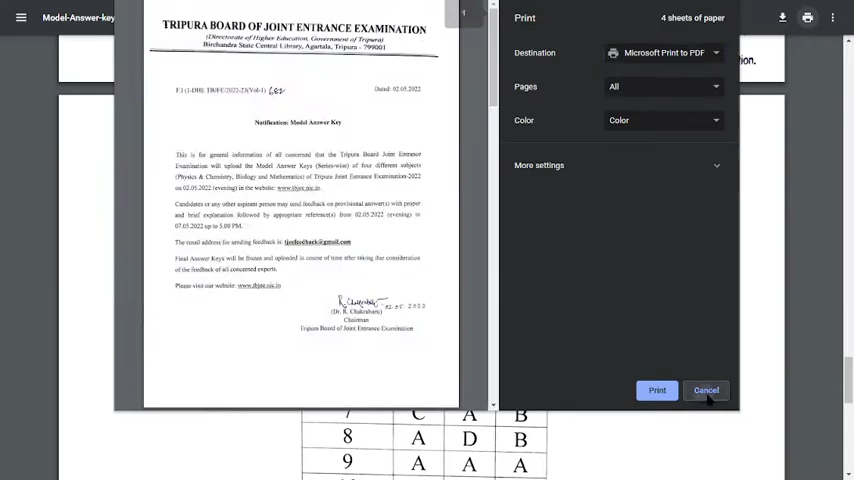 Model-Answer-key
1
Print
4 sheets of paper
Destination
Microsoft Print to PDF
Pages
All
Color
Color
More settings
Print
Cancel
TRIPURA BOARD OF JOINT ENTRANCE EXAMINATION
(Directorate of Higher Education, Government of Tripura)
Birchandra State Central Library, Agartala, Tripura - 799001
Dated: 02.05.2022
Notification: Model Answer Key
This is for general information of all concerned that the Tripura Board Joint Entrance
Examination will upload the Model Answer Keys (Series-wise) of four different subjects
(Physics & Chemistry, Biology and Mathematics) of Tripura Joint Entrance Examination-2022
on 02.05.2022 (evening) in the website: www.tbjee.nic.in.
Candidates or any other aspirant person may send feedback on provisional answer(s) with proper
and brief explanation followed by appropriate reference(s) from 02.05.2022 (evening) to
07.05.2022 up to 5.00 PM.
The email address for sending feedback is: tjeefeedback@gmail.com
Final Answer Keys will be frozen and uploaded in course of time after taking due consideration
of the feedback of all concerned experts.
Please visit our website: www.tbjee.nic.in
02.05.2022
(Dr. R. Chakrabarti)
Chairman
Tripura Board of Joint Entrance Examination
7 C A B
8 A D B
9 A A A